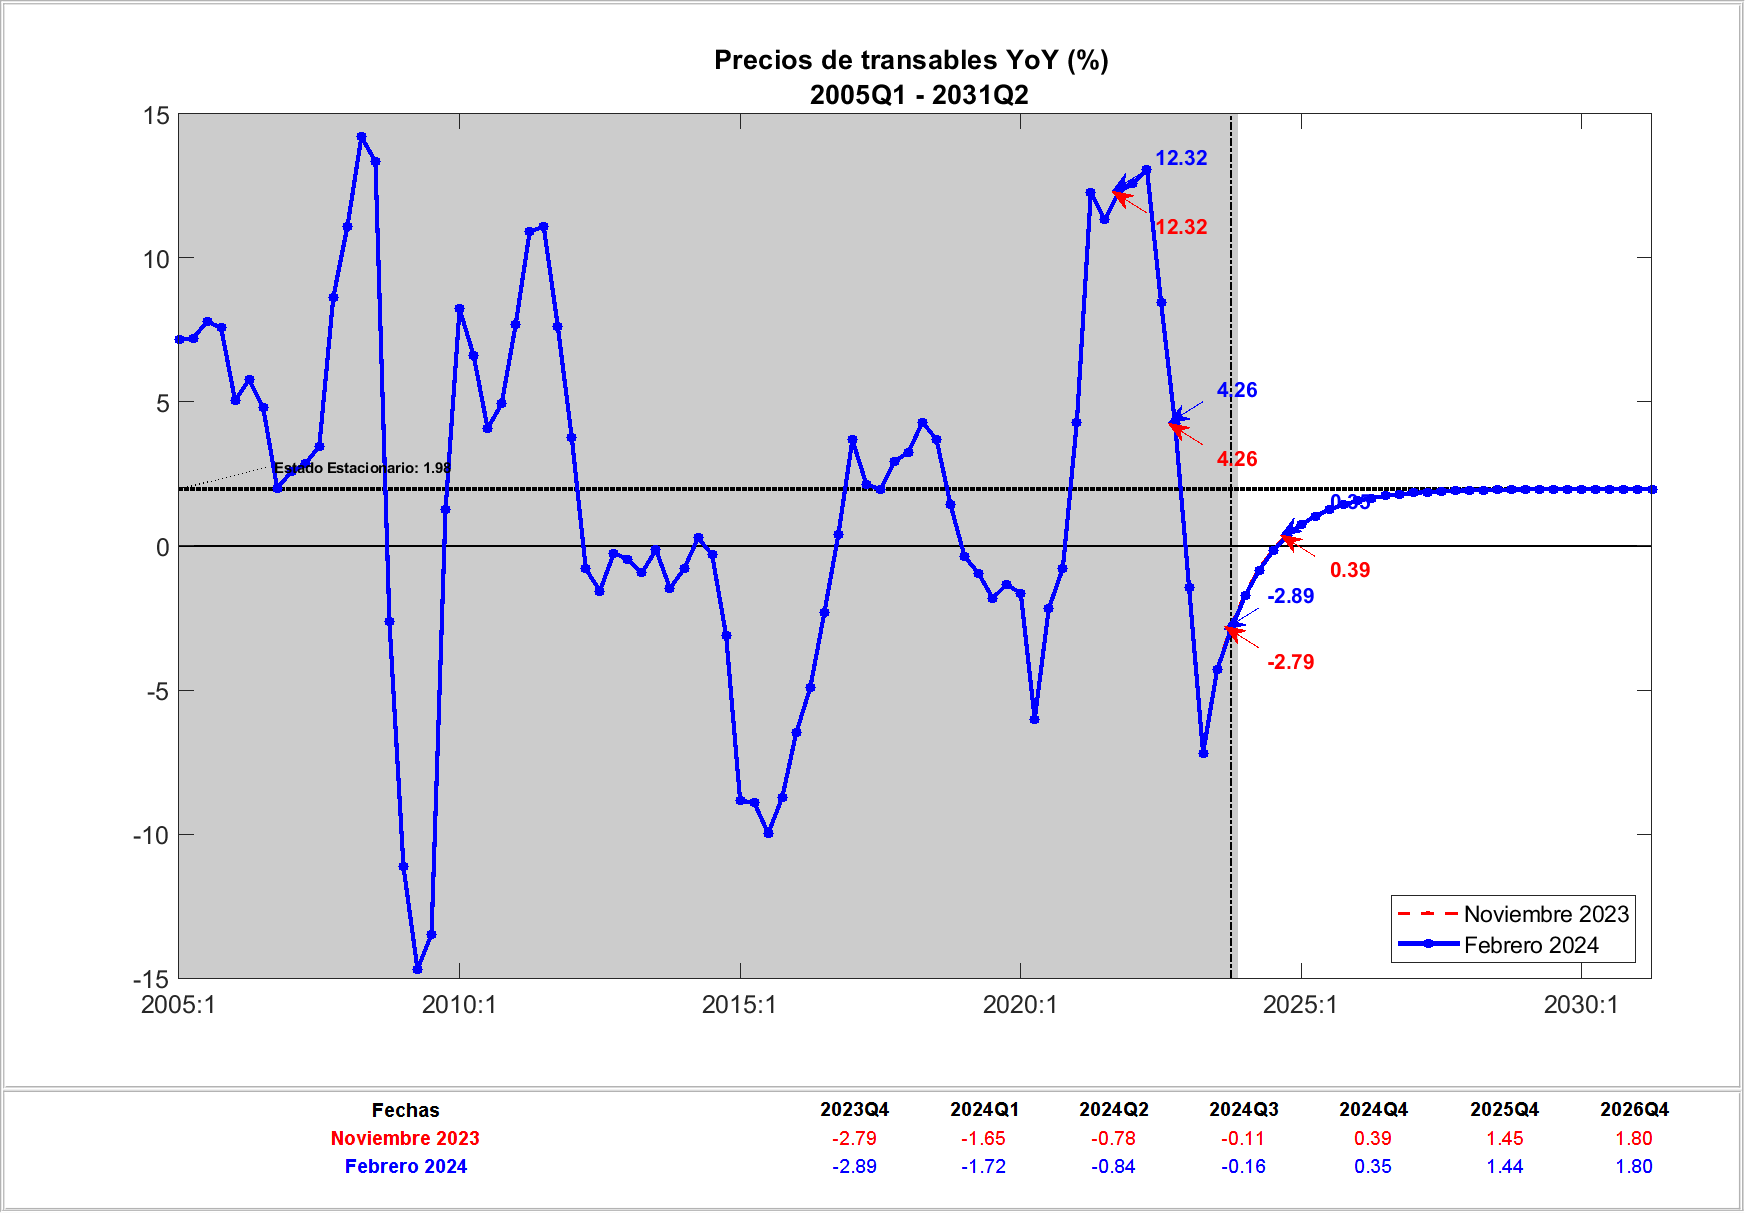 Precios de transables YoY (%)
2005Q1 - 2031Q2
15
10
5
0
-5
-10
-15
2005:1 2010:1 2015:1 2020:1 2025:1 2030:1
12.32
12.32
4.26
4.26
Estado Estacionario: 1.98
0.35
0.39
-2.89
-2.79
Noviembre 2023
Febrero 2024
Fechas 2023Q4 2024Q1 2024Q2 2024Q3 2024Q4 2025Q4 2026Q4
Noviembre 2023 -2.79 -1.65 -0.78 -0.11 0.39 1.45 1.80
Febrero 2024 -2.89 -1.72 -0.84 -0.16 0.35 1.44 1.80